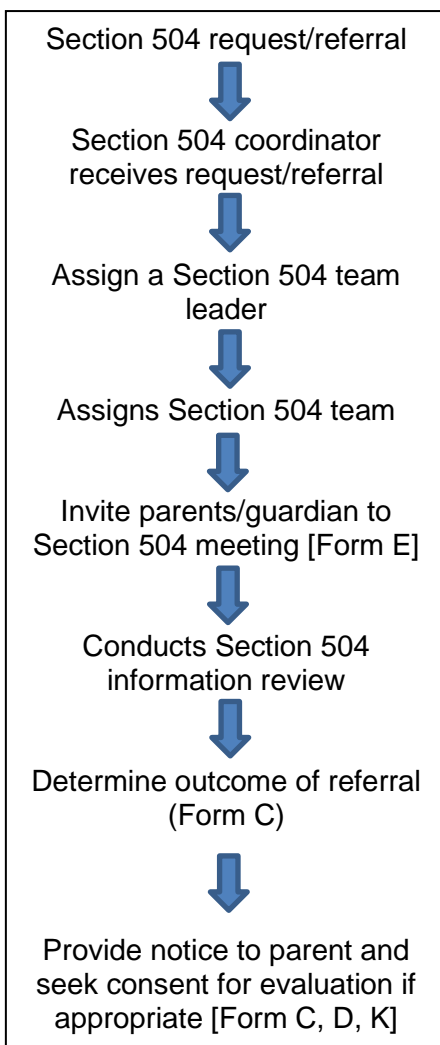 Section 504 request/referral
Section 504 coordinator
receives request/referral
Assign a Section 504 team
leader
Assigns Section 504 team
Invite parents/guardian to
Section 504 meeting [Form E]
Conducts Section 504
information review
Determine outcome of referral
(Form C)
Provide notice to parent and
seek consent for evaluation if
appropriate [Form C, D, K]